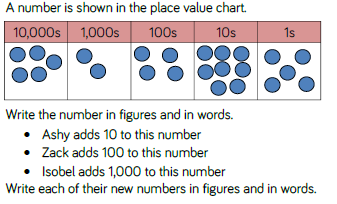 A number is shown in the place value chart.
10,000s 1,000s 100s 10s 1s
Write the number in figures and in words.
• Ashy adds 10 to this number
• Zack adds 100 to this number
• Isobel adds 1,000 to this number
Write each of their new numbers in figures and in words.